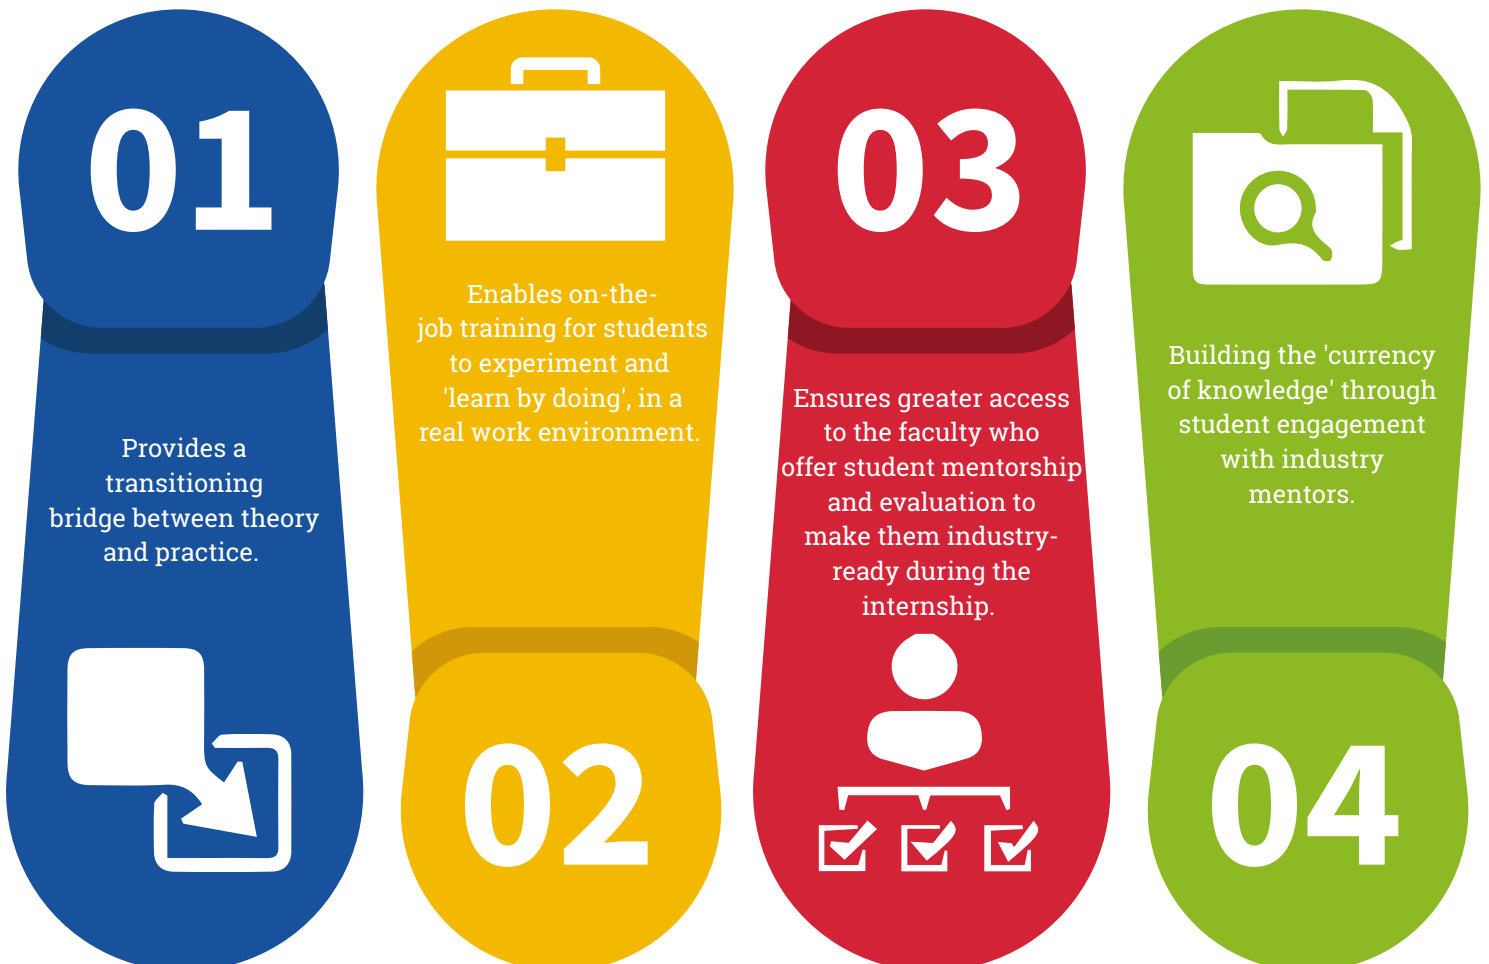 01
Provides a
transitioning
bridge between theory
and practice.
Enables on-the-
job training for students
to experiment and
'learn by doing', in a
real work environment.
02
03
Ensures greater access
to the faculty who
offer student mentorship
and evaluation to
make them industry-
ready during the
internship.
Building the 'currency
of knowledge' through
student engagement
with industry
mentors.
04